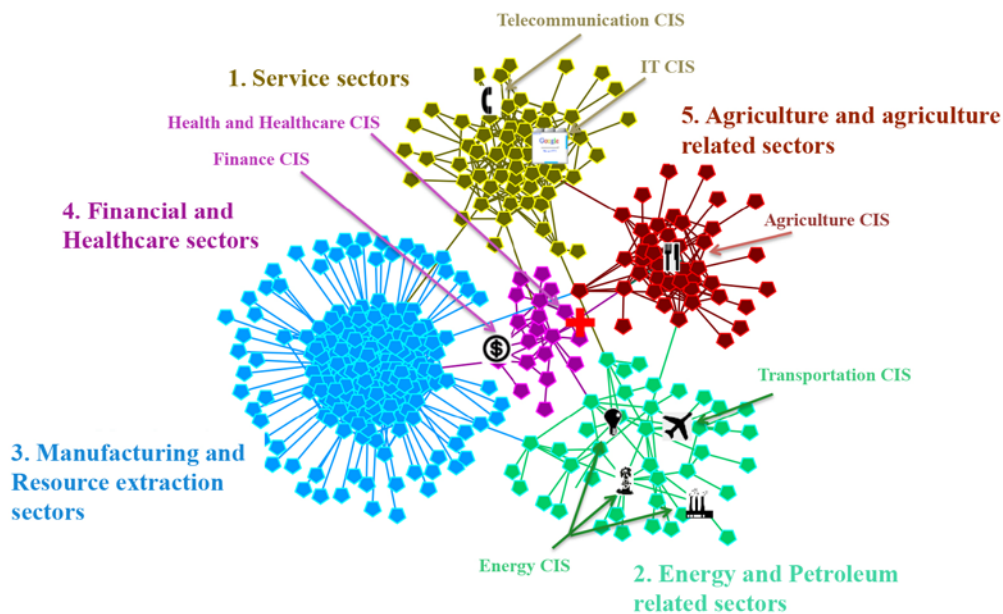 Telecommunication CIS
IT CIS
1. Service sectors
Health and Healthcare CIS
Finance CIS
5. Agriculture and agriculture
related sectors
4. Financial and
Healthcare sectors
Agriculture CIS
Google
$
Transportation CIS
3. Manufacturing and
Resource extraction
sectors
Energy CIS
2. Energy and Petroleum
related sectors